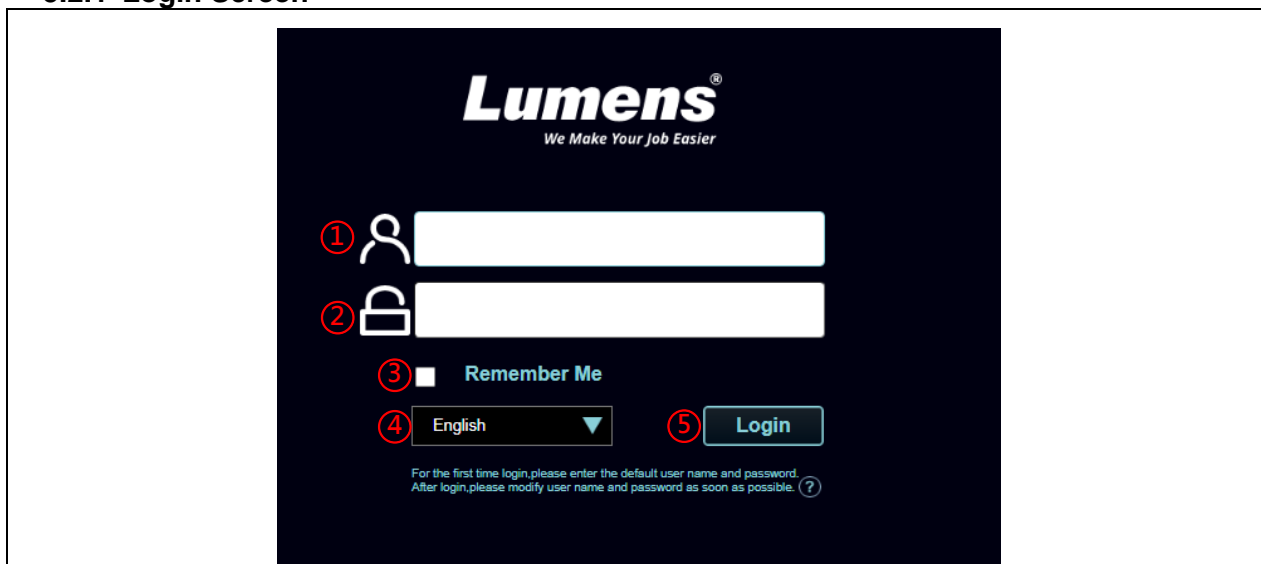 Lumens®
We Make Your Job Easier
①
②
③ Remember Me
④ English ⑤ Login
For the first time login,please enter the default user name and password.
After login,please modify user name and password as soon as possible. ?